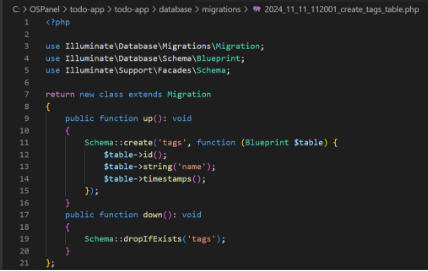 C: > OSPanel > todo-app > todo-app > database > migrations > 2024_11_11_112001_create_tags_table.php
1 <?php
2
3 use Illuminate\Database\Migrations\Migration;
4 use Illuminate\Database\Schema\Blueprint;
5 use Illuminate\Support\Facades\Schema;
6
7 return new class extends Migration
8 {
9     public function up(): void
10     {
11         Schema::create('tags', function (Blueprint $table) {
12             $table->id();
13             $table->string('name');
14             $table->timestamps();
15         });
16     }
17     public function down(): void
18     {
19         Schema::dropIfExists('tags');
20     }
21 };